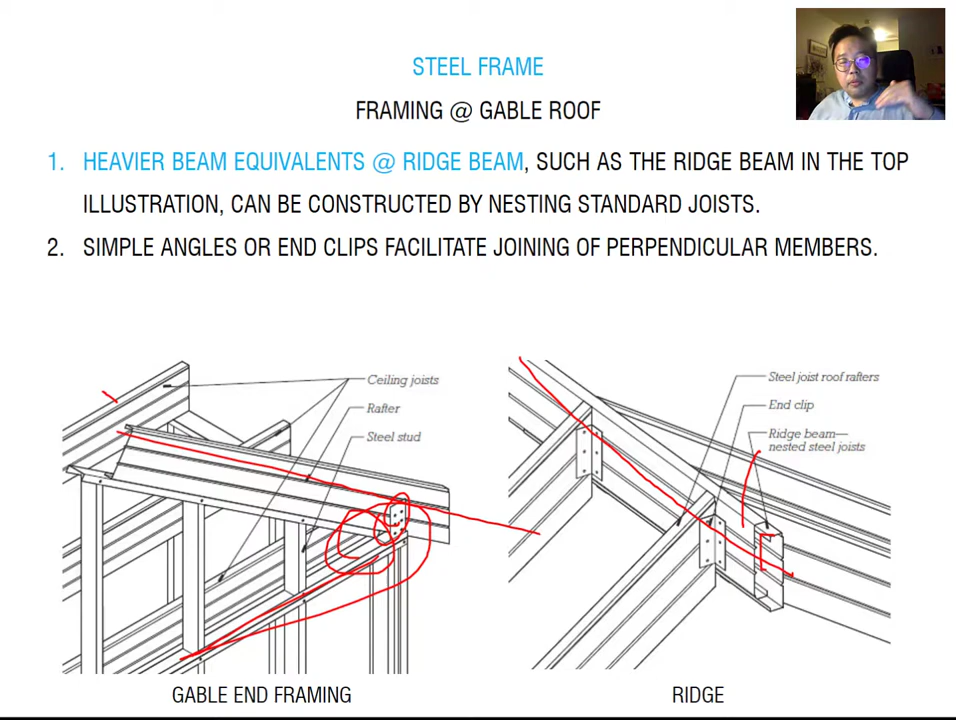 STEEL FRAME
FRAMING @ GABLE ROOF
1. HEAVIER BEAM EQUIVALENTS @ RIDGE BEAM, SUCH AS THE RIDGE BEAM IN THE TOP
ILLUSTRATION, CAN BE CONSTRUCTED BY NESTING STANDARD JOISTS.
2. SIMPLE ANGLES OR END CLIPS FACILITATE JOINING OF PERPENDICULAR MEMBERS.
Ceiling joists
Rafter
Steel stud
GABLE END FRAMING
Steel joist roof rafters
End clip
Ridge beam—
nested steel joists
RIDGE